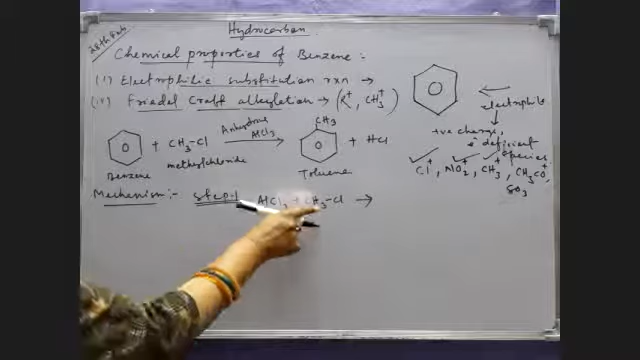 28th Feb
Hydrocarbon
Chemical properties of Benzene :
(1) Electrophilic substitution rxn →
(iv) Friedel Craff alkylation → (R⁺, CH₃⁺)
electrophile
+ve charge,
e⁻ deficient
species
Cl⁺, NO₂⁺, CH₃⁺, CH₃CO⁺,
SO₃
CH₃
+ CH₃-Cl Anhydrous AlCl₃ → + HCl
Benzene methylchloride Toluene
Mechanism:- Step-1 AlCl₃ + CH₃-Cl →